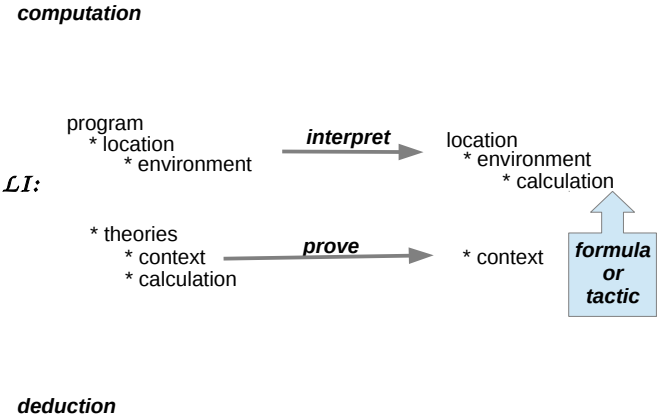 computation
program
* location
* environment
interpret
location
* environment
* calculation
ℒI:
* theories
* context
* calculation
prove
* context
formula
or
tactic
deduction